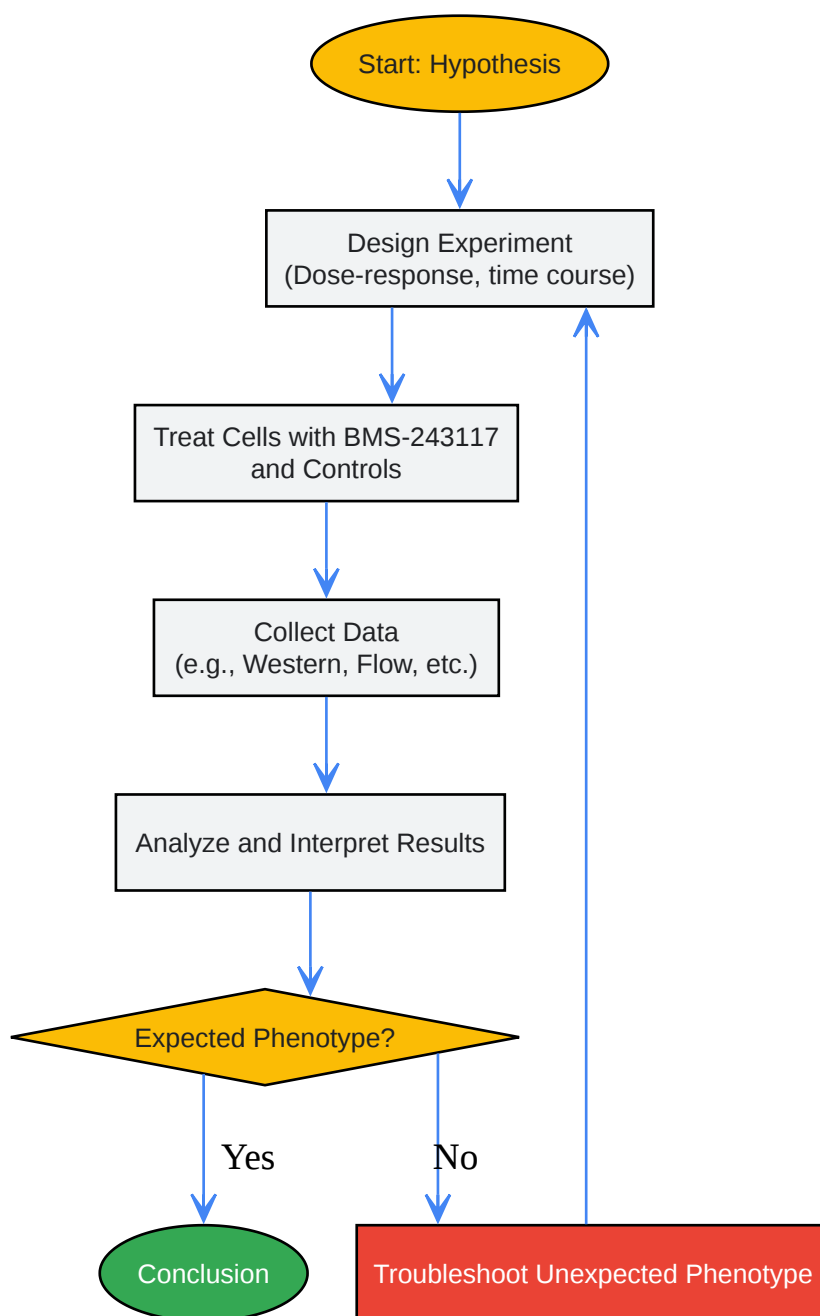 Start: Hypothesis
Design Experiment
(Dose-response, time course)
Treat Cells with BMS-243117
and Controls
Collect Data
(e.g., Western, Flow, etc.)
Analyze and Interpret Results
Expected Phenotype?
Yes
No
Conclusion
Troubleshoot Unexpected Phenotype